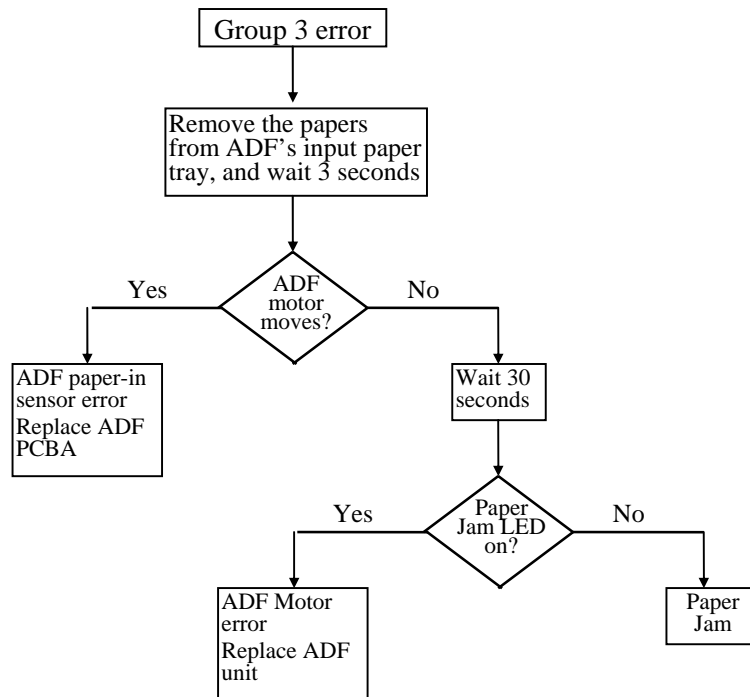 Group 3 error
Remove the papers
from ADF’s input paper
tray, and wait 3 seconds
ADF
motor
moves?
Yes
No
ADF paper-in
sensor error
Replace ADF
PCBA
Wait 30
seconds
Paper
Jam LED
on?
Yes
No
ADF Motor
error
Replace ADF
unit
Paper
Jam